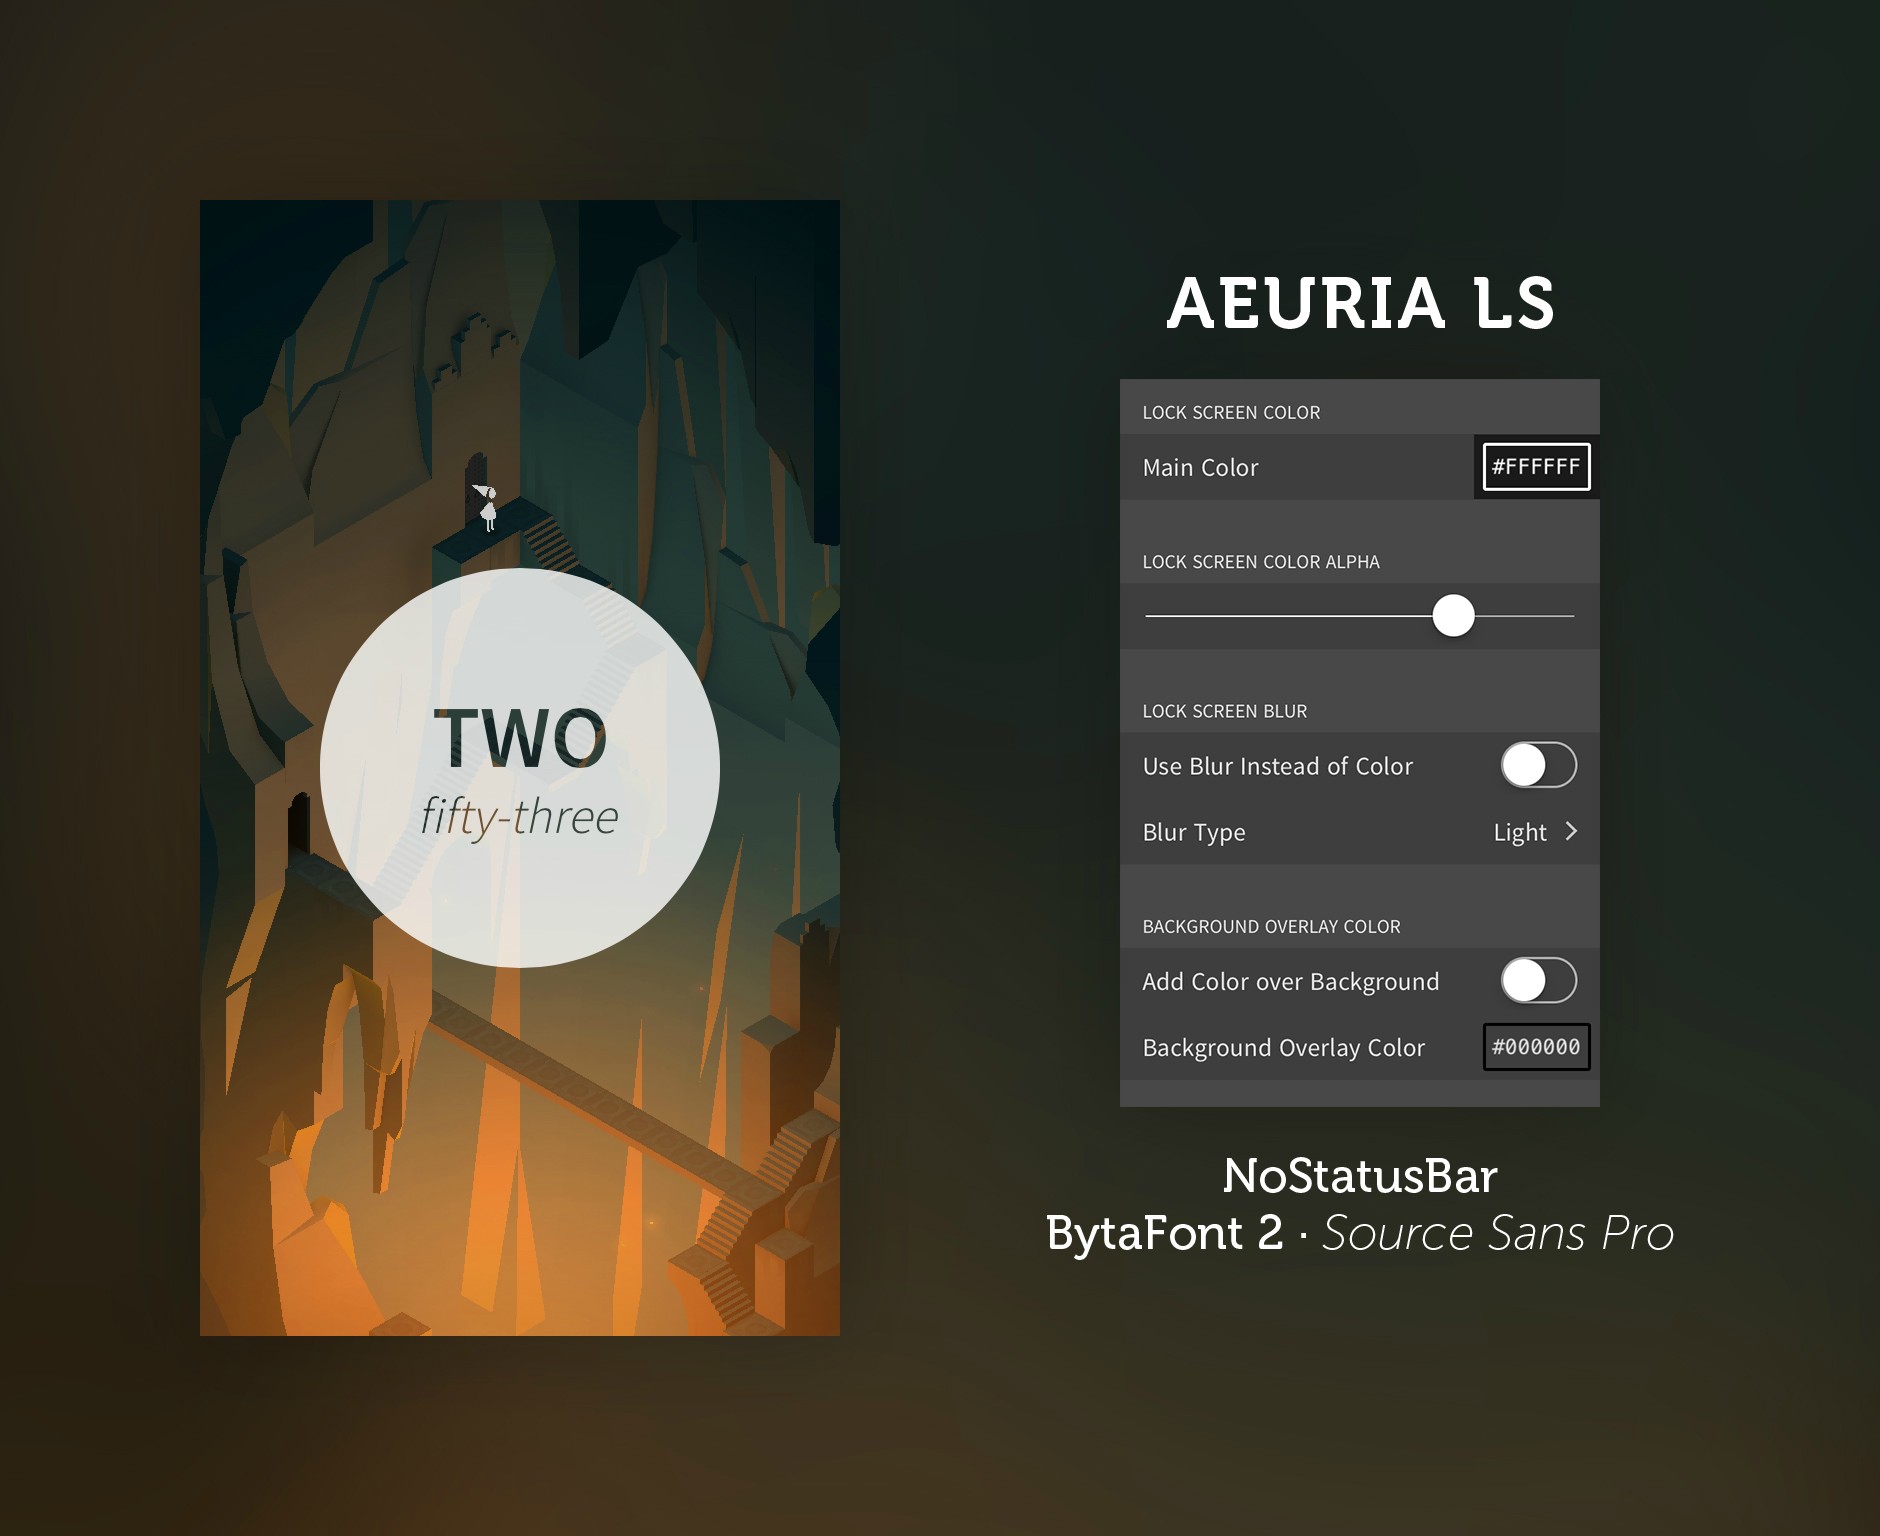 TWO
fifty-three
AEURIA LS
LOCK SCREEN COLOR
Main Color #FFFFFF
LOCK SCREEN COLOR ALPHA
LOCK SCREEN BLUR
Use Blur Instead of Color
Blur Type Light
BACKGROUND OVERLAY COLOR
Add Color over Background
Background Overlay Color #000000
NoStatusBar
BytaFont 2 · Source Sans Pro